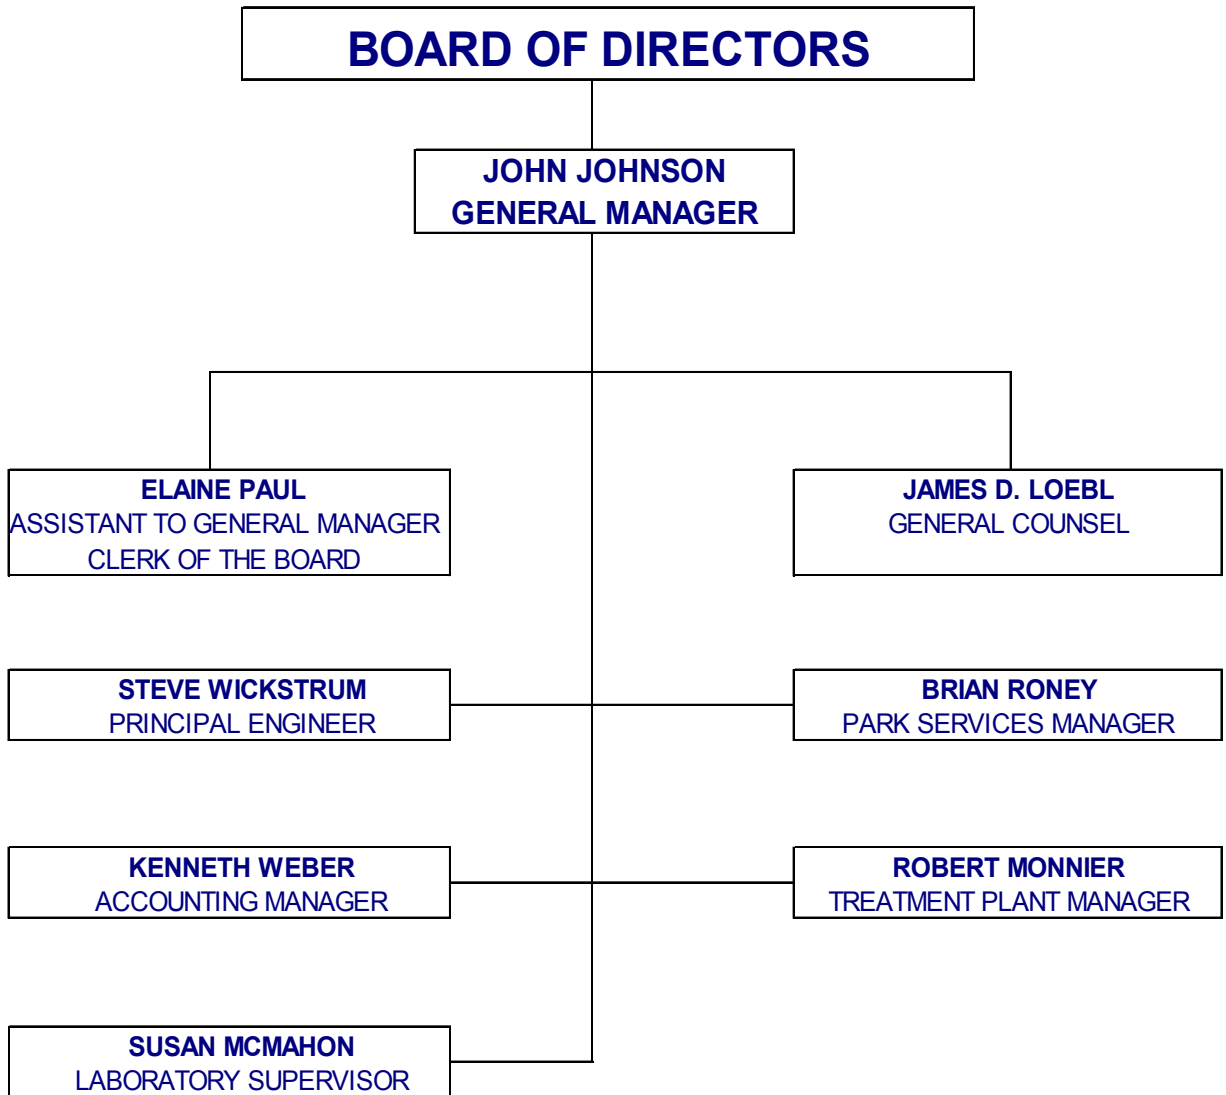 BOARD OF DIRECTORS
JOHN JOHNSON
GENERAL MANAGER
ELAINE PAUL
ASSISTANT TO GENERAL MANAGER
CLERK OF THE BOARD
JAMES D. LOEBL
GENERAL COUNSEL
STEVE WICKSTRUM
PRINCIPAL ENGINEER
BRIAN RONEY
PARK SERVICES MANAGER
KENNETH WEBER
ACCOUNTING MANAGER
ROBERT MONNIER
TREATMENT PLANT MANAGER
SUSAN MCMAHON
LABORATORY SUPERVISOR